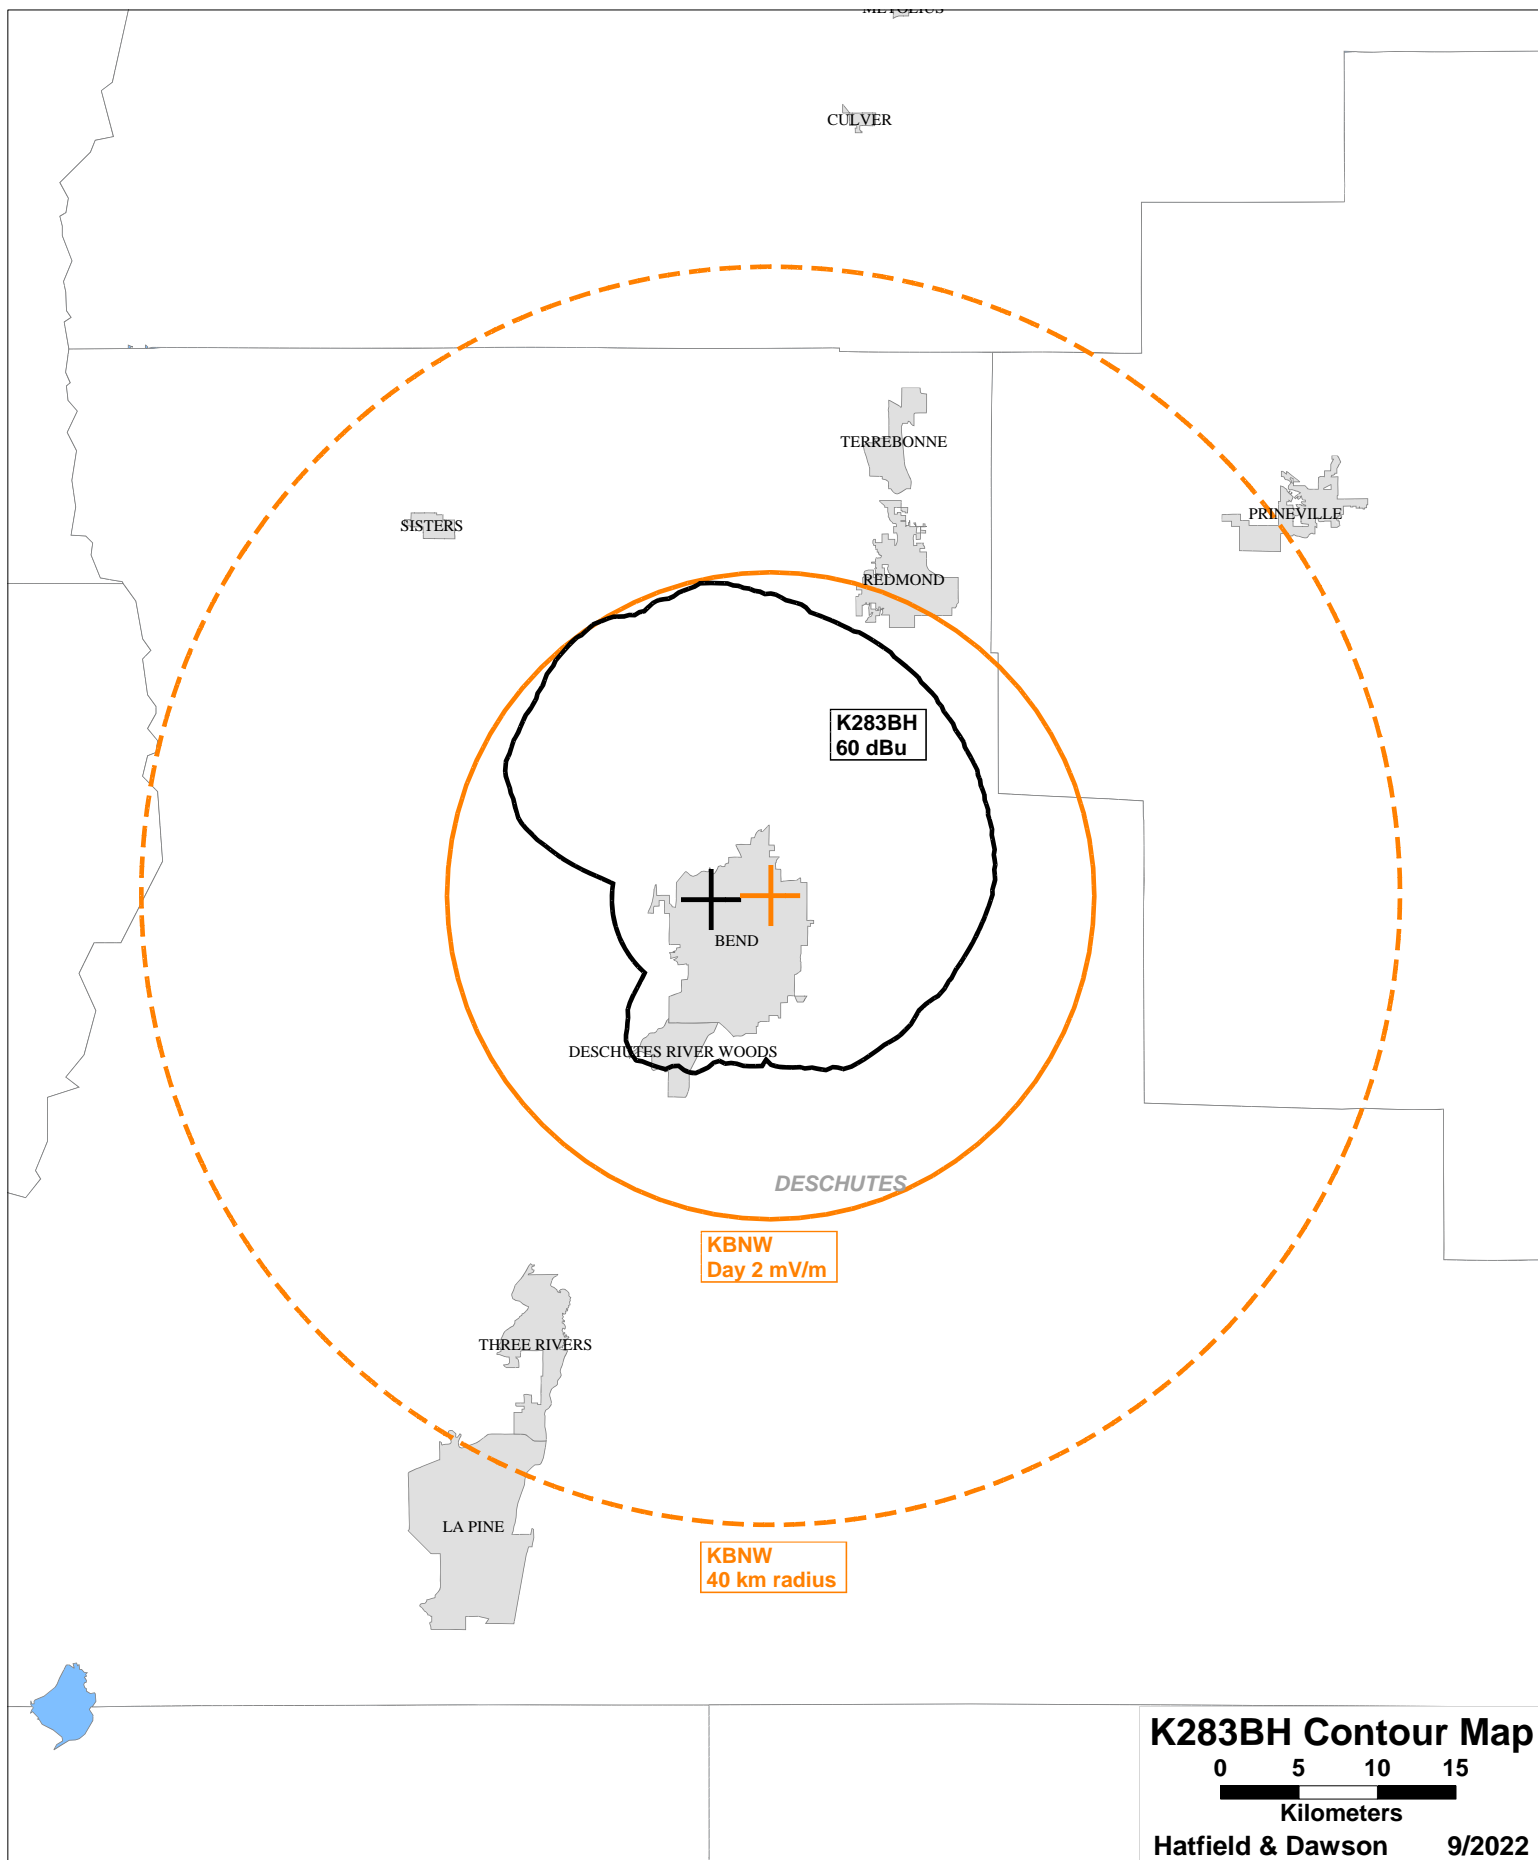 METOLIUS
CULVER
TERREBONNE
SISTERS
PRINEVILLE
REDMOND
K283BH
60 dBu
BEND
DESCHUTES RIVER WOODS
DESCHUTES
KBNW
Day 2 mV/m
THREE RIVERS
LA PINE
KBNW
40 km radius
K283BH Contour Map
0 5 10 15
Kilometers
Hatfield & Dawson 9/2022